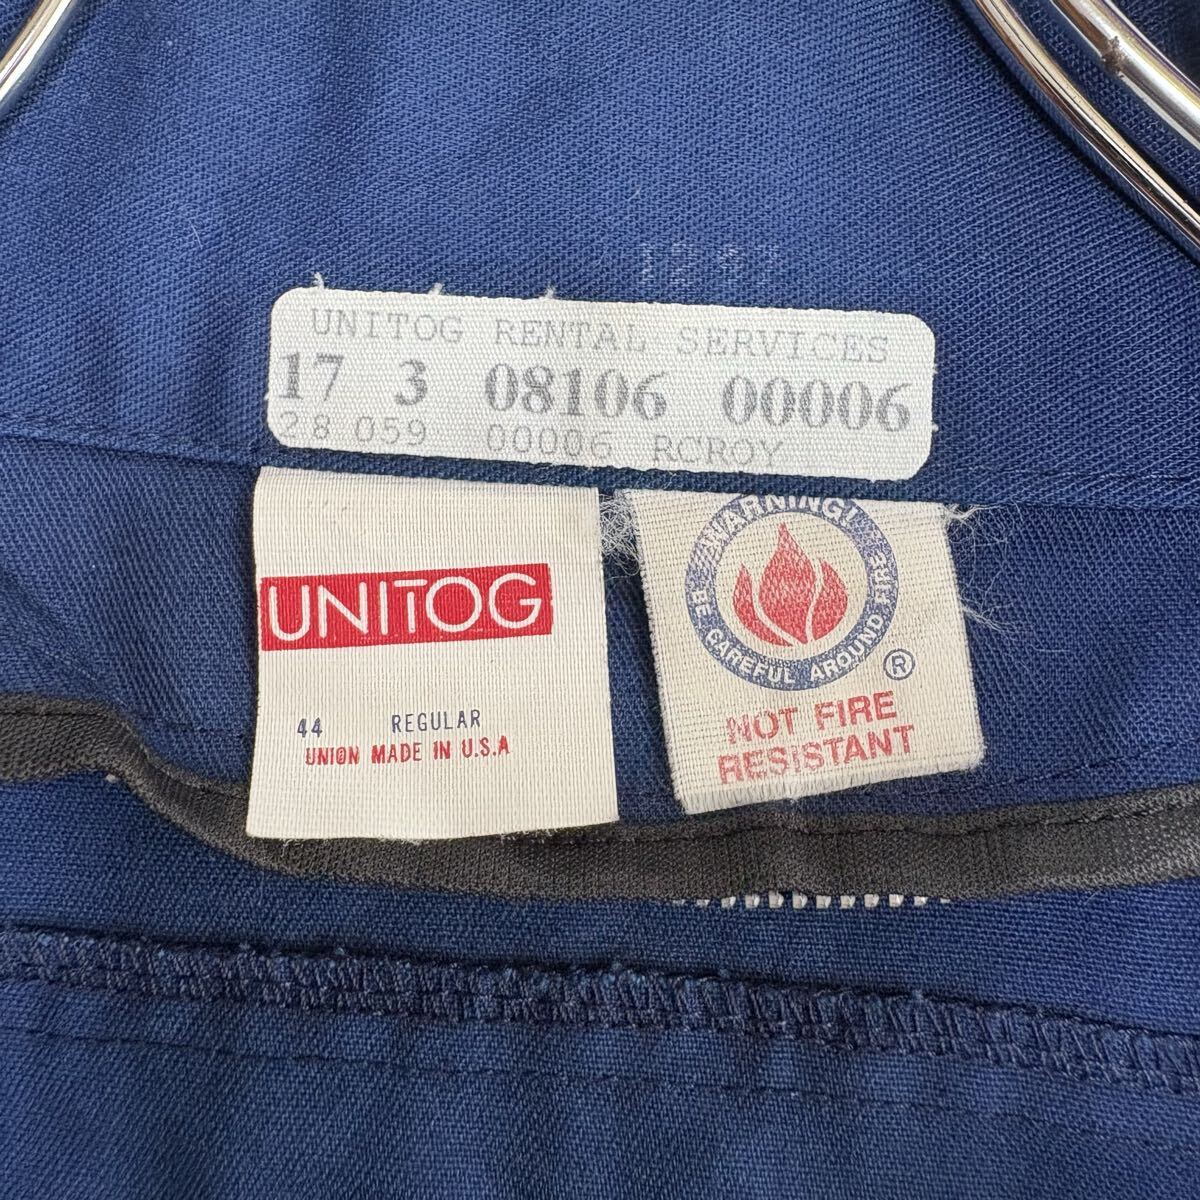 UNITOG RENTAL SERVICES
17 3 08106 00006
28 059 00006 RCROY
UNITOG
44 REGULAR
UNION MADE IN U.S.A
WARNING!
BE CAREFUL AROUND FIRE
®
NOT FIRE
RESISTANT